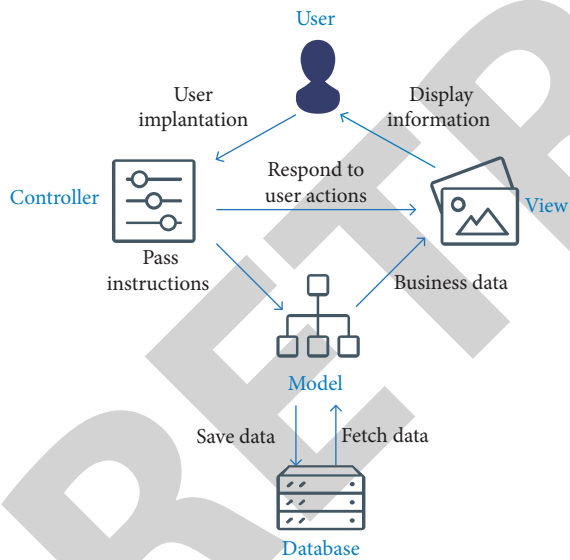 User
User
implantation
Display
information
Respond to
user actions
Controller
View
Pass
instructions
Business data
Model
Save data
Fetch data
Database